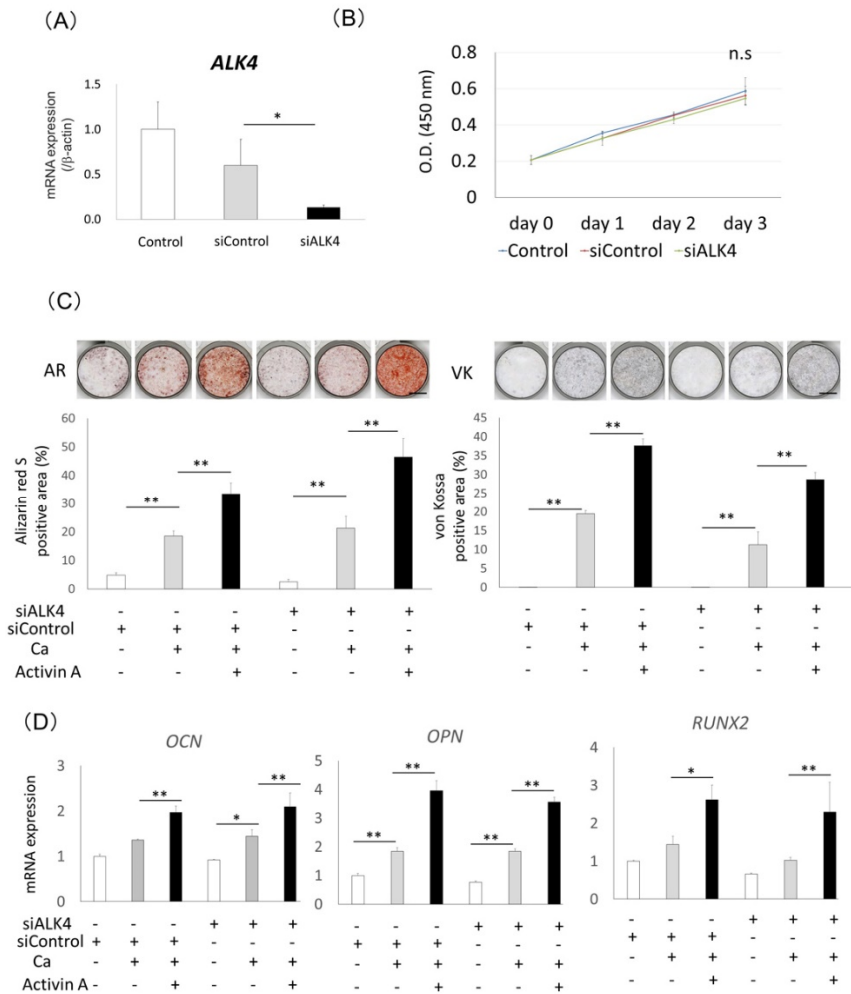 (A)
ALK4
mRNA expression
(/β-actin)
1.5
1.0
0.5
0.0
*
Control siControl siALK4
(B)
O.D. (450 nm)
0.8
0.6
0.4
0.2
0
n.s
day 0 day 1 day 2 day 3
Control siControl siALK4
(C)
AR
Alizarin red S
positive area (%)
60
50
40
30
20
10
0
** ** ** **
siALK4 - - - + + +
siControl + + + - - -
Ca - + + - + +
Activin A - - + - - +
VK
von Kossa
positive area (%)
45
40
35
30
25
20
15
10
5
0
** ** ** **
- - - + + +
+ + + - - -
- + + - + +
- - + - - +
(D)
OCN
mRNA expression
3
2
1
0
** * **
siALK4 - - - + + +
siControl + + + - - -
Ca - + + - + +
Activin A - - + - - +
OPN
5
4
3
2
1
0
** ** ** **
- - - + + +
+ + + - - -
- + + - + +
- - + - - +
RUNX2
4
3
2
1
0
* **
- - - + + +
+ + + - - -
- + + - + +
- - + - - +